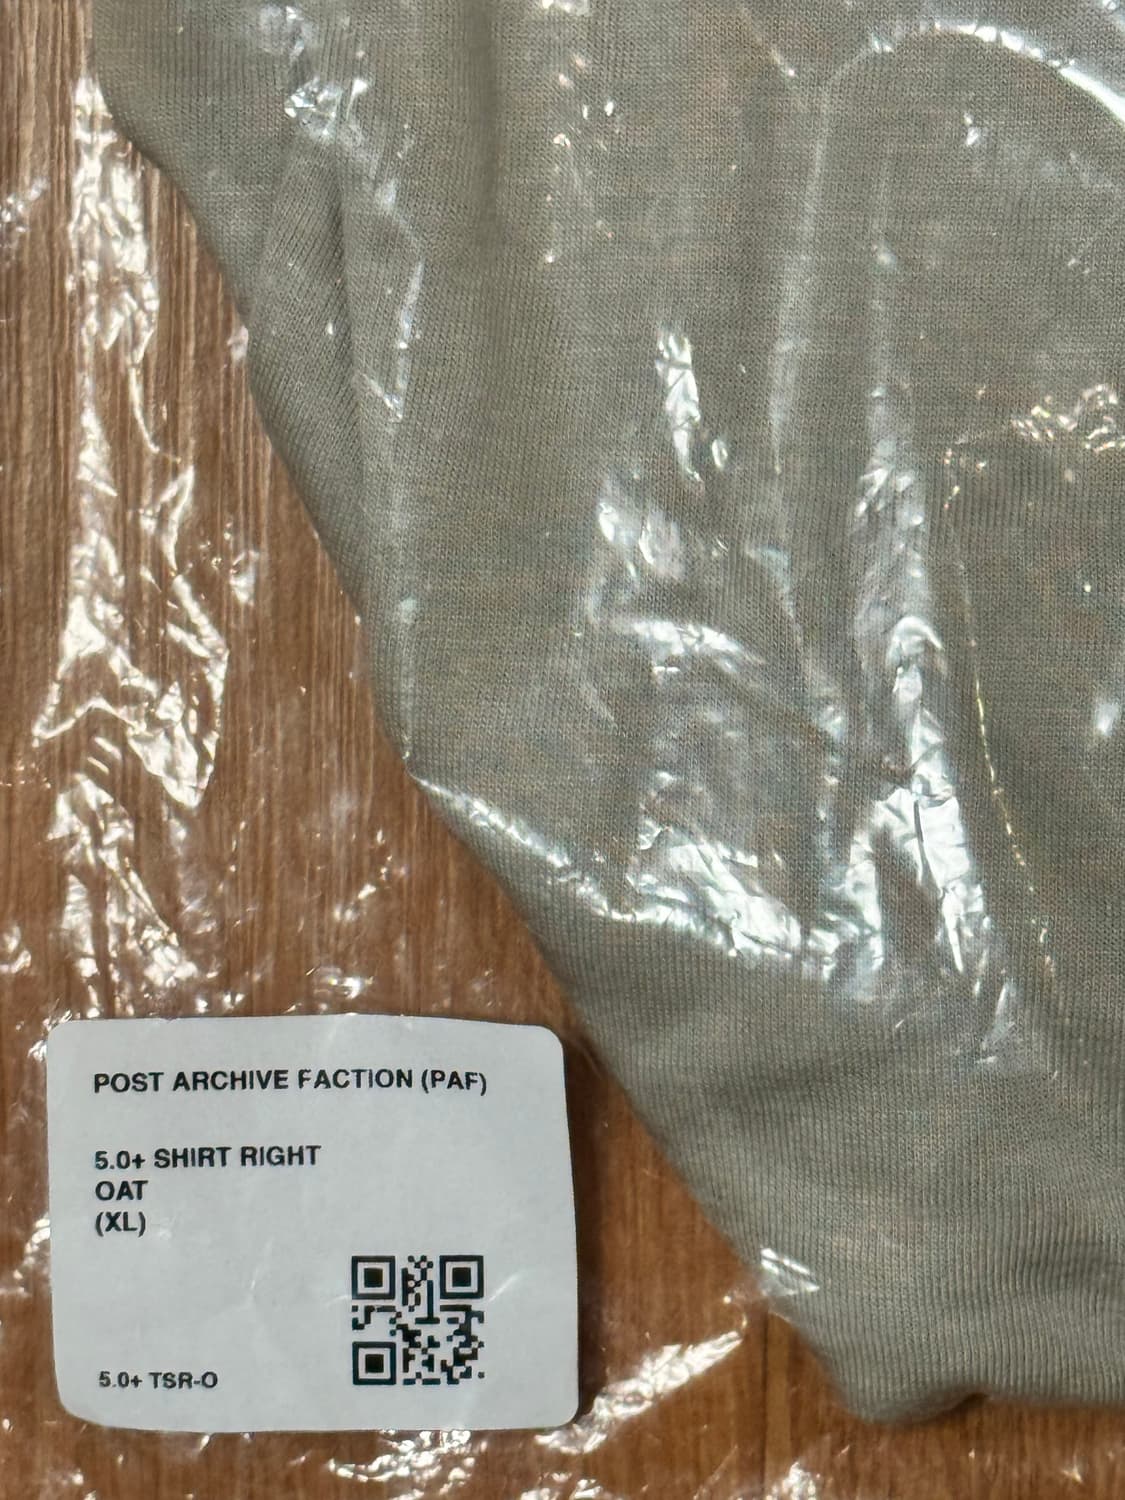 POST ARCHIVE FACTION (PAF)
5.0+ SHIRT RIGHT
OAT
(XL)
5.0+ TSR-O